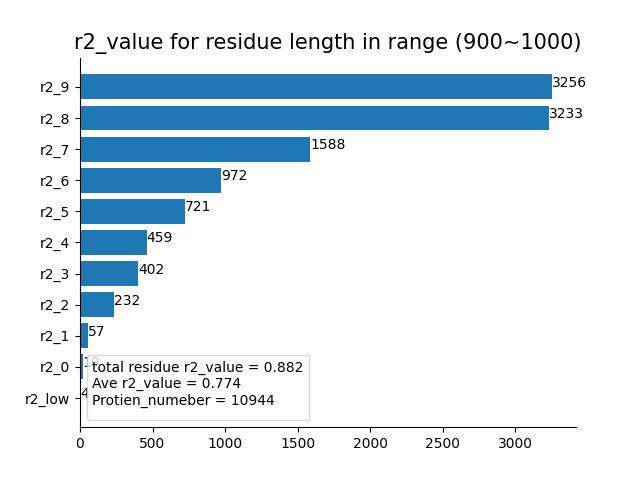 r2_value for residue length in range (900~1000)
r2_9 3256
r2_8 3233
r2_7 1588
r2_6 972
r2_5 721
r2_4 459
r2_3 402
r2_2 232
r2_1 57
r2_0
total residue r2_value = 0.882
Ave r2_value = 0.774
Protien_numeber = 10944
r2_low 4
0 500 1000 1500 2000 2500 3000